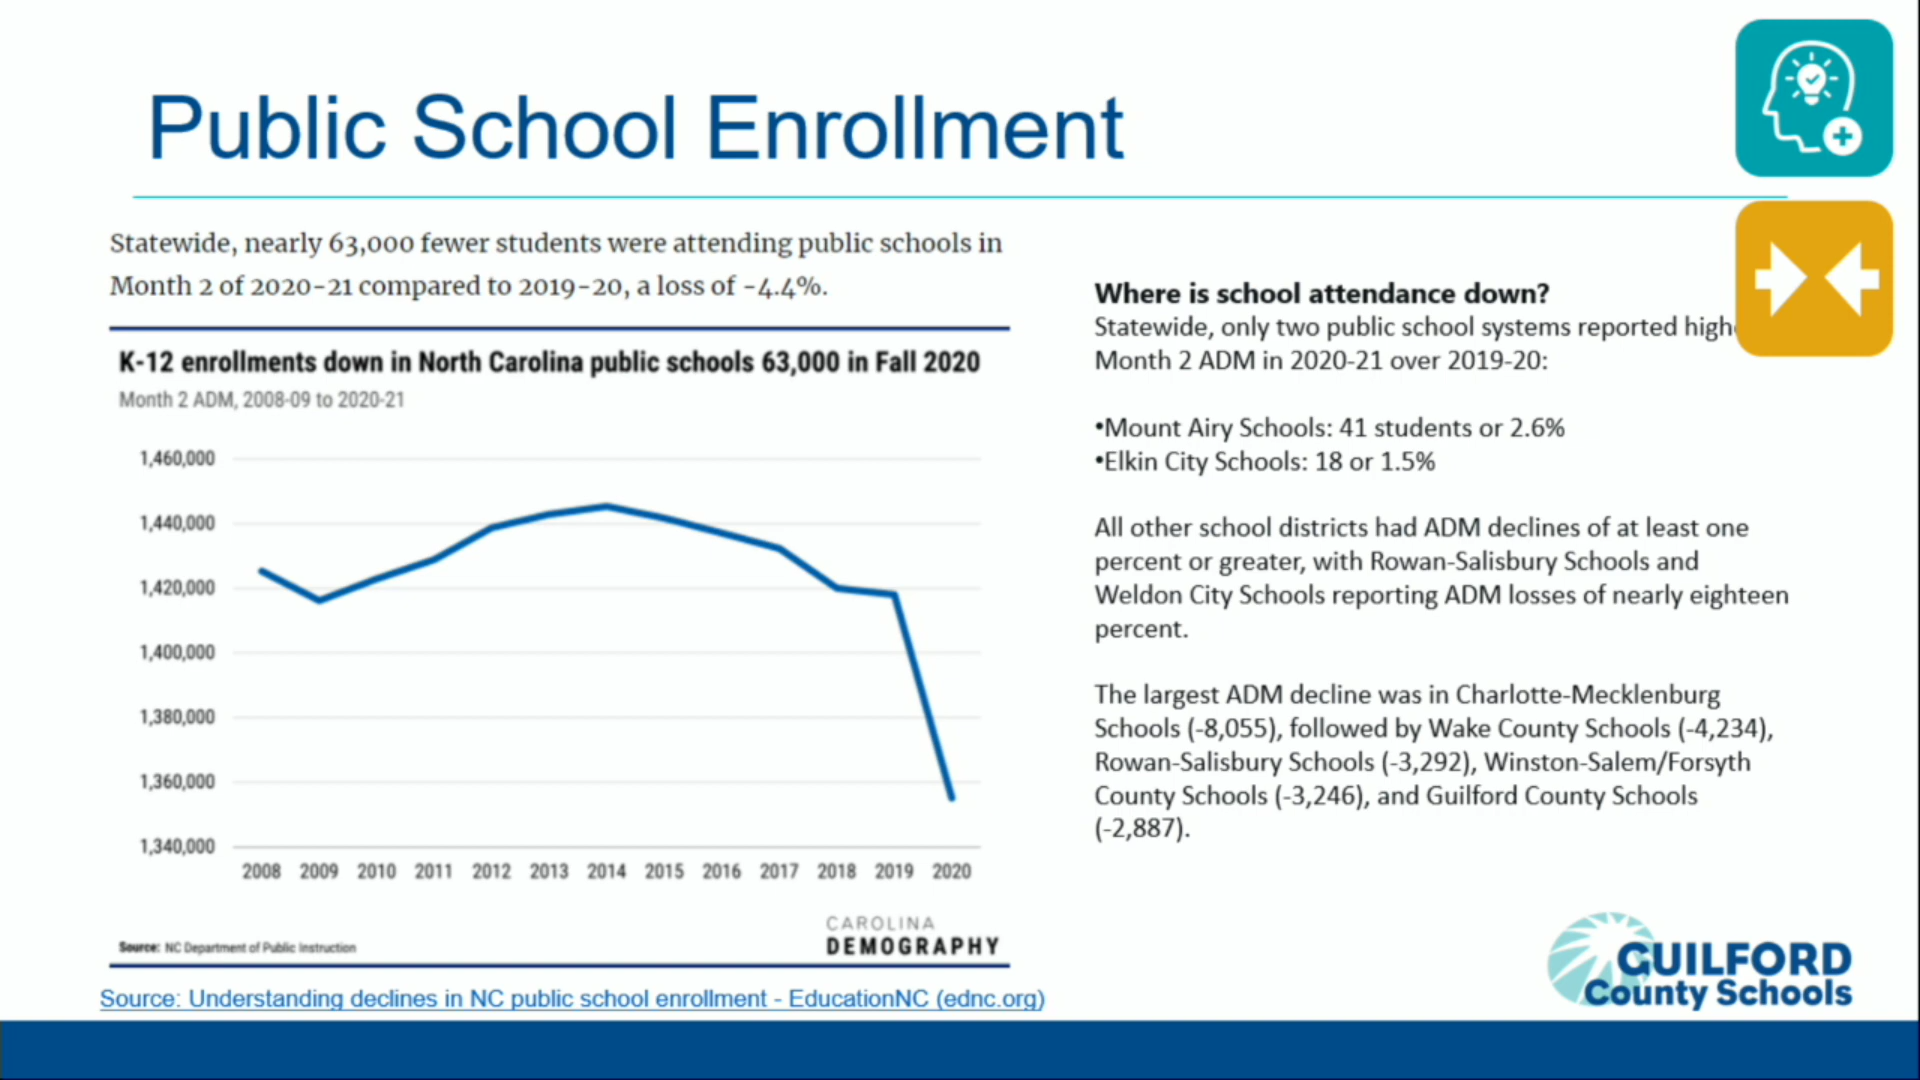 Public School Enrollment
Statewide, nearly 63,000 fewer students were attending public schools in
Month 2 of 2020-21 compared to 2019-20, a loss of -4.4%.
K-12 enrollments down in North Carolina public schools 63,000 in Fall 2020
Month 2 ADM, 2008-09 to 2020-21
1,460,000
1,440,000
1,420,000
1,400,000
1,380,000
1,360,000
1,340,000
2008 2009 2010 2011 2012 2013 2014 2015 2016 2017 2018 2019 2020
Source: NC Department of Public Instruction
CAROLINA
DEMOGRAPHY
Source: Understanding declines in NC public school enrollment - EducationNC (ednc.org)
Where is school attendance down?
Statewide, only two public school systems reported high
Month 2 ADM in 2020-21 over 2019-20:
•Mount Airy Schools: 41 students or 2.6%
•Elkin City Schools: 18 or 1.5%
All other school districts had ADM declines of at least one
percent or greater, with Rowan-Salisbury Schools and
Weldon City Schools reporting ADM losses of nearly eighteen
percent.
The largest ADM decline was in Charlotte-Mecklenburg
Schools (-8,055), followed by Wake County Schools (-4,234),
Rowan-Salisbury Schools (-3,292), Winston-Salem/Forsyth
County Schools (-3,246), and Guilford County Schools
(-2,887).
GUILFORD
County Schools